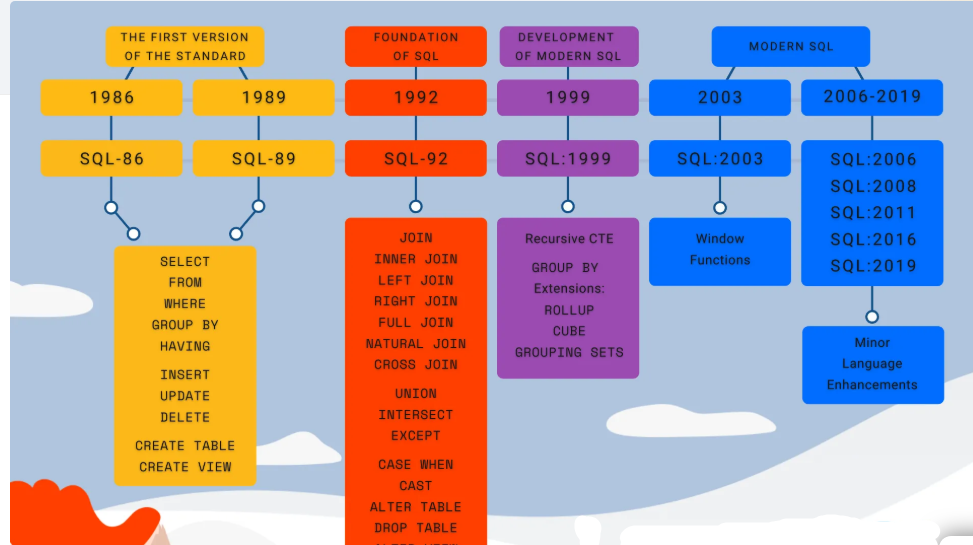 THE FIRST VERSION
OF THE STANDARD
FOUNDATION
OF SQL
DEVELOPMENT
OF MODERN SQL
MODERN SQL
1986
1989
1992
1999
2003
2006-2019
SQL-86
SQL-89
SQL-92
SQL:1999
SQL:2003
SQL:2006
SQL:2008
SQL:2011
SQL:2016
SQL:2019
SELECT
FROM
WHERE
GROUP BY
HAVING
INSERT
UPDATE
DELETE
CREATE TABLE
CREATE VIEW
JOIN
INNER JOIN
LEFT JOIN
RIGHT JOIN
FULL JOIN
NATURAL JOIN
CROSS JOIN
UNION
INTERSECT
EXCEPT
CASE WHEN
CAST
ALTER TABLE
DROP TABLE
Recursive CTE
GROUP BY
Extensions:
ROLLUP
CUBE
GROUPING SETS
Window
Functions
Minor
Language
Enhancements